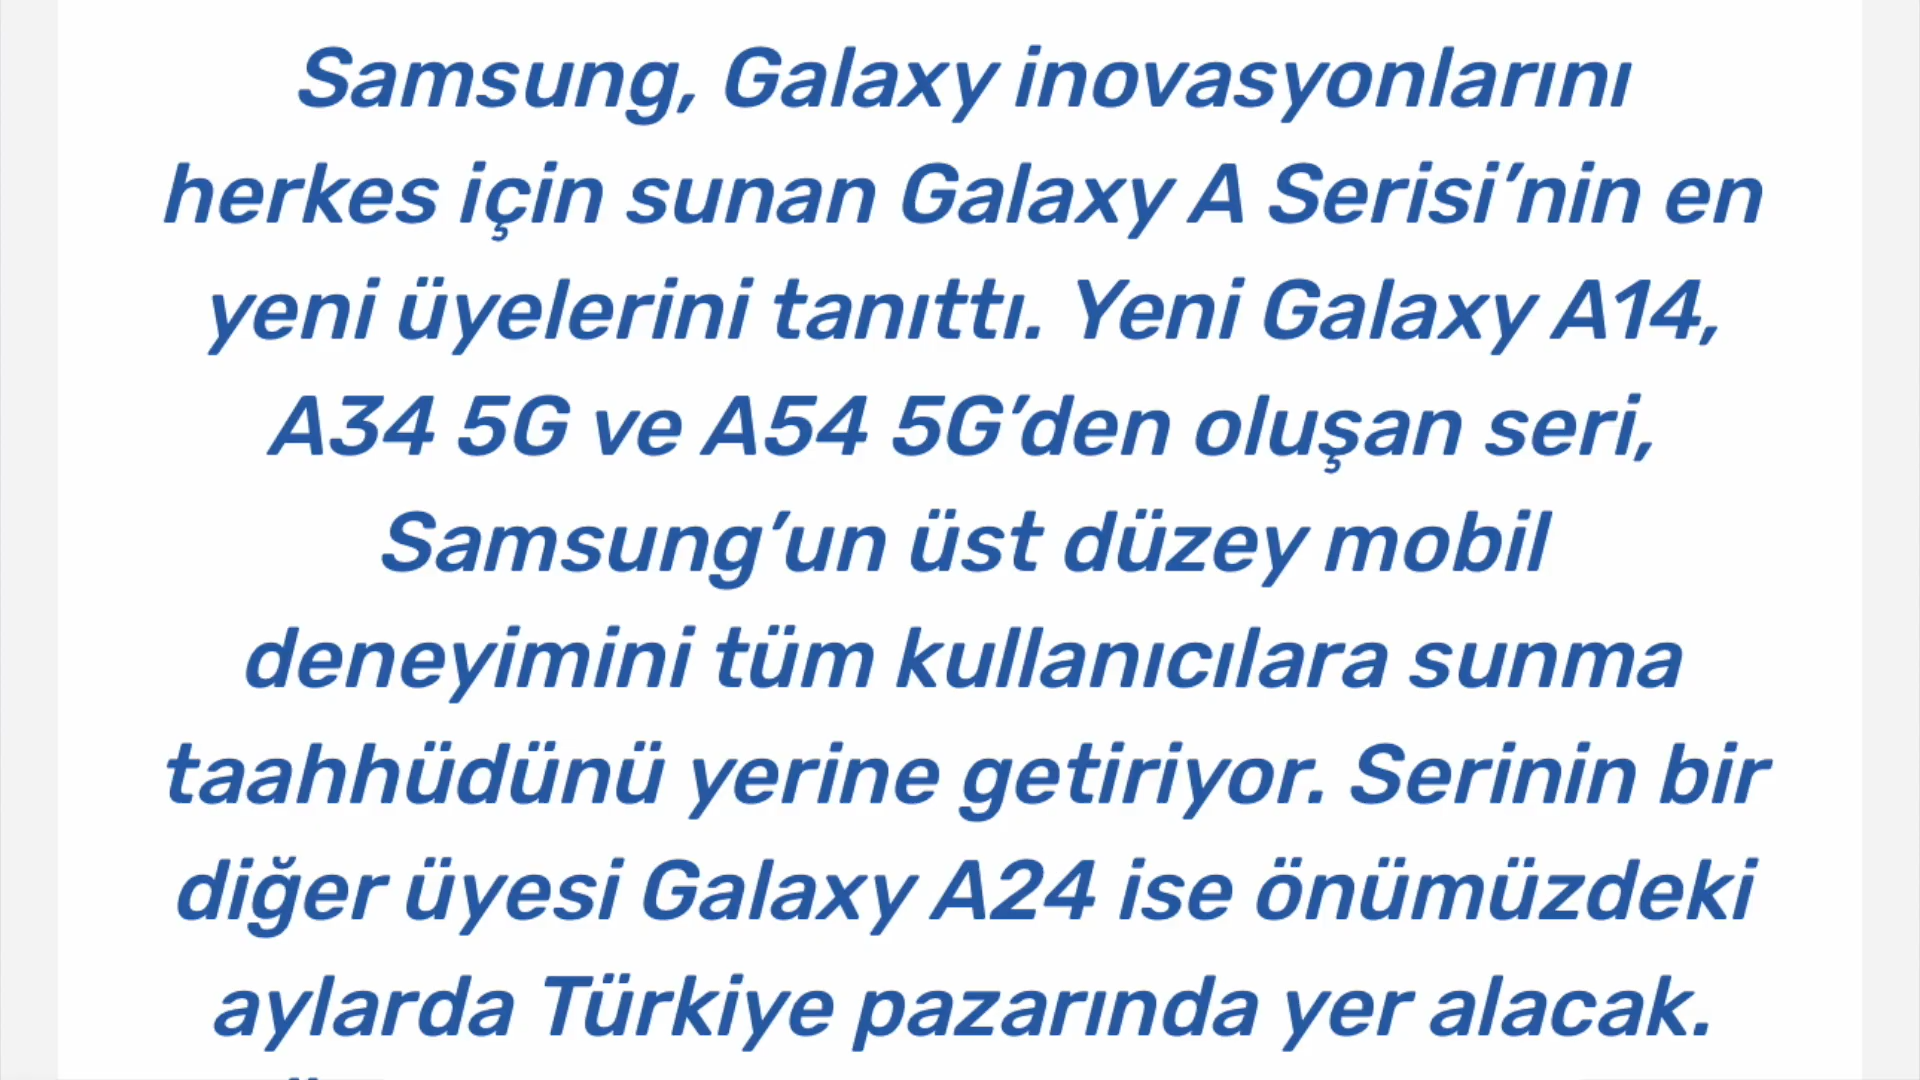 Samsung, Galaxy inovasyonlarını
herkes için sunan Galaxy A Serisi’nin en
yeni üyelerini tanıttı. Yeni Galaxy A14,
A34 5G ve A54 5G’den oluşan seri,
Samsung’un üst düzey mobil
deneyimini tüm kullanıcılara sunma
taahhüdünü yerine getiriyor. Serinin bir
diğer üyesi Galaxy A24 ise önümüzdeki
aylarda Türkiye pazarında yer alacak.